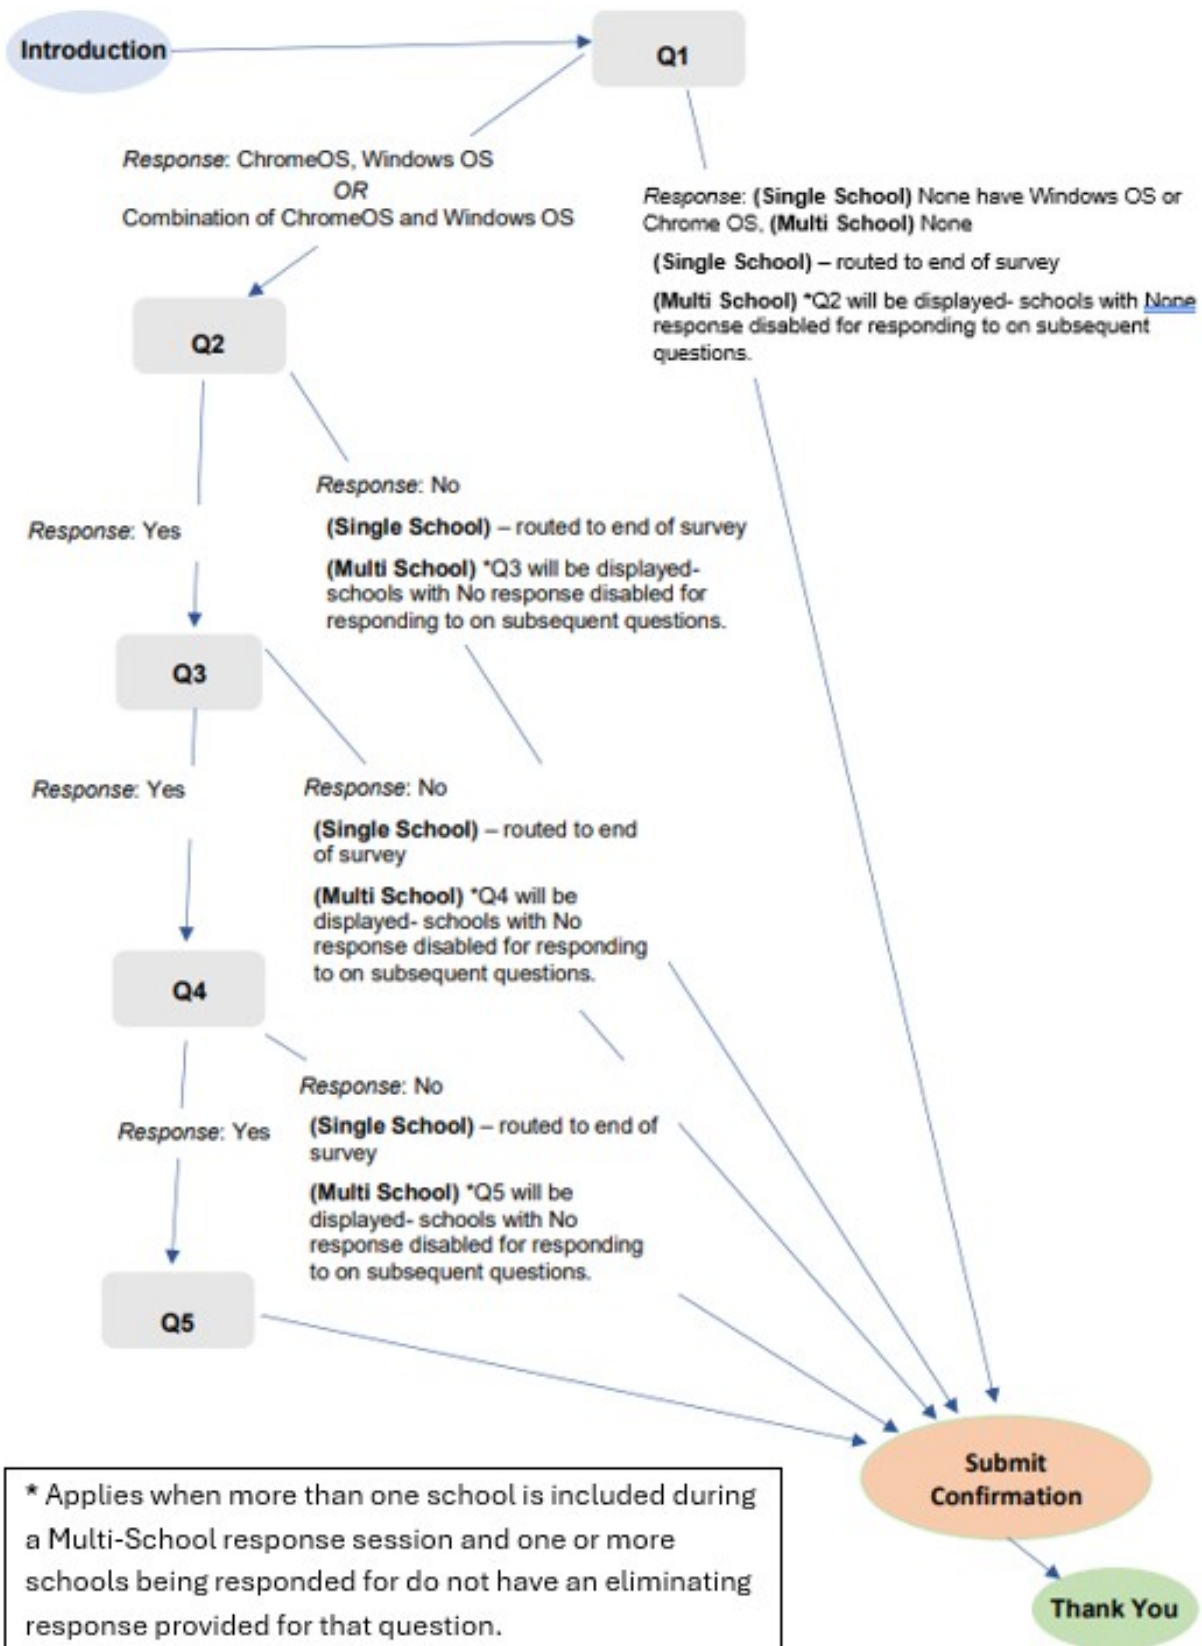 Introduction
Q1
Response: ChromeOS, Windows OS
OR
Combination of ChromeOS and Windows OS
Response: (Single School) None have Windows OS or
Chrome OS, (Multi School) None
(Single School) – routed to end of survey
(Multi School) *Q2 will be displayed- schools with None
response disabled for responding to on subsequent
questions.
Q2
Response: No
(Single School) – routed to end of survey
(Multi School) *Q3 will be displayed-
schools with No response disabled for
responding to on subsequent questions.
Response: Yes
Q3
Response: Yes
Response: No
(Single School) – routed to end
of survey
(Multi School) *Q4 will be
displayed- schools with No
response disabled for responding
to on subsequent questions.
Q4
Response: No
Response: Yes
(Single School) – routed to end of
survey
(Multi School) *Q5 will be
displayed- schools with No
response disabled for responding
to on subsequent questions.
Q5
Submit
Confirmation
* Applies when more than one school is included during
a Multi-School response session and one or more
schools being responded for do not have an eliminating
response provided for that question.
Thank You